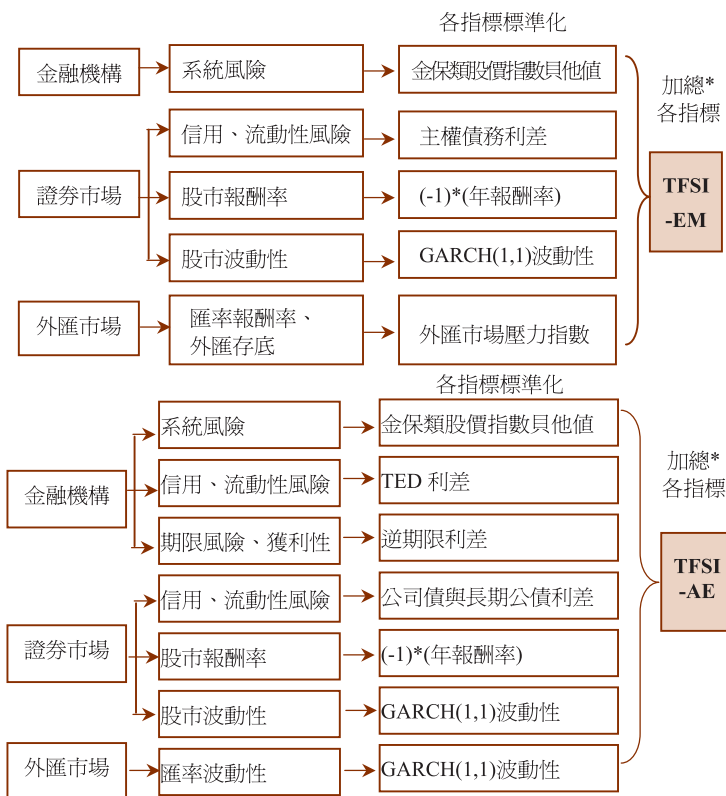 各指標標準化
金融機構
系統風險
金保類股價指數貝他值
加總*
各指標
信用、流動性風險
主權債務利差
證券市場
股市報酬率
(-1)*(年報酬率)
TFSI
-EM
股市波動性
GARCH(1,1)波動性
外匯市場
匯率報酬率、
外匯存底
外匯市場壓力指數
各指標標準化
系統風險
金保類股價指數貝他值
加總*
各指標
金融機構
信用、流動性風險
TED 利差
期限風險、獲利性
逆期限利差
TFSI
-AE
信用、流動性風險
公司債與長期公債利差
證券市場
股市報酬率
(-1)*(年報酬率)
股市波動性
GARCH(1,1)波動性
外匯市場
匯率波動性
GARCH(1,1)波動性